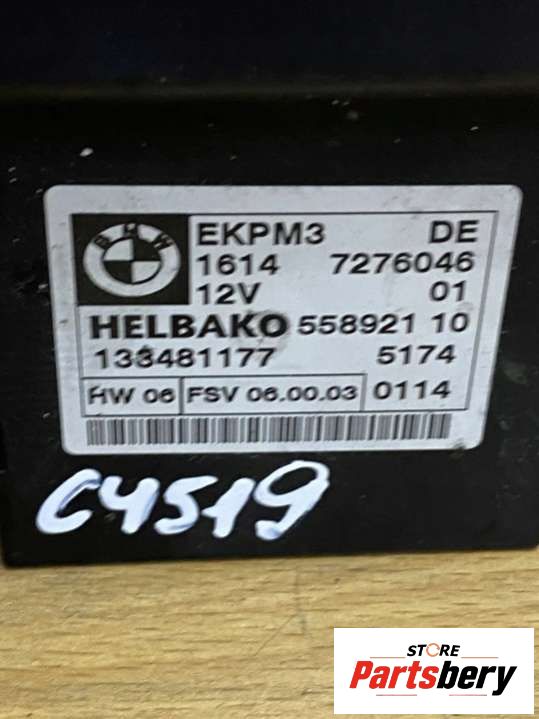 BMW
EKPM3 DE
1614 7276046
12V 01
HELBAKO 558921 10
133481177 5174
HW 06 FSV 06.00.03 0114
C4519
STORE
Partsbery